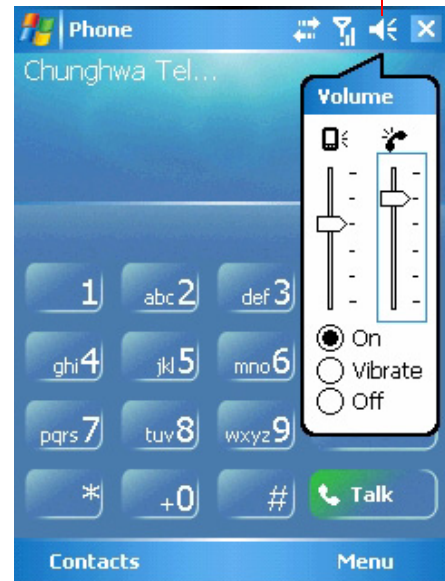 Phone
Chunghwa Tel...
Volume
On
Vibrate
Off
1 abc2 def3
ghi4 jkl5 mno6
pqrs7 tuv8 wxyz9
* +0 # Talk
Contacts Menu